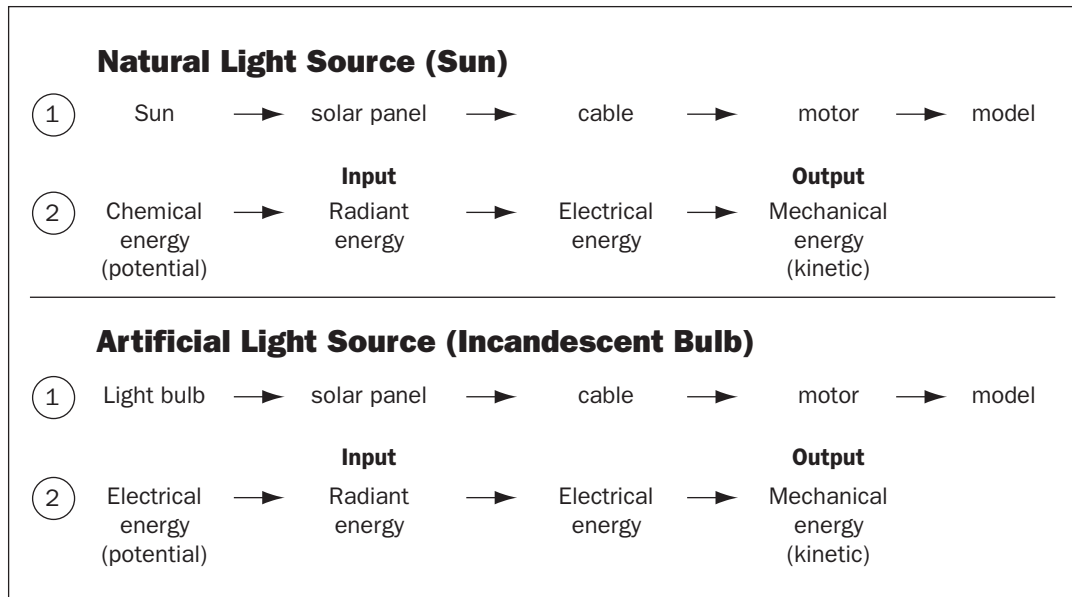 Natural Light Source (Sun)
1 Sun → solar panel → cable → motor → model
Input Output
2 Chemical → Radiant → Electrical → Mechanical
energy energy energy energy
(potential) (kinetic)
Artificial Light Source (Incandescent Bulb)
1 Light bulb → solar panel → cable → motor → model
Input Output
2 Electrical → Radiant → Electrical → Mechanical
energy energy energy energy
(potential) (kinetic)